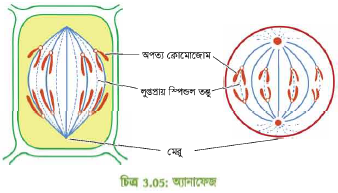 অপত্য ক্রোমোজোম
লুপ্তপ্রায় স্পিন্ডল তন্তু
মেরু
চিত্র 3.05: অ্যানাফেজ